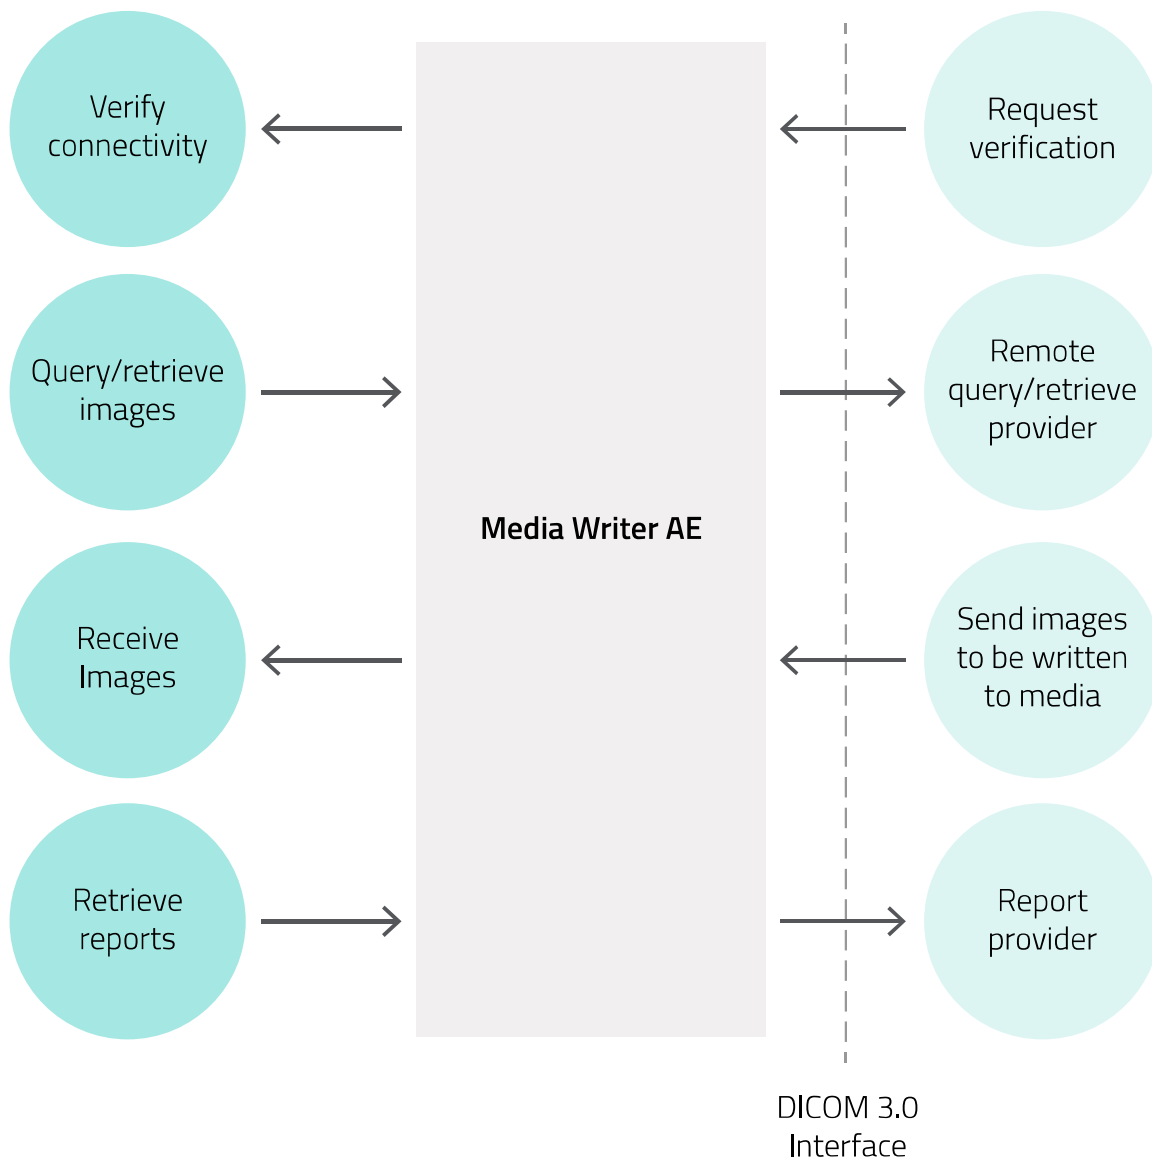 Verify
connectivity
Request
verification
Query/retrieve
images
Remote
query/retrieve
provider
Media Writer AE
Receive
Images
Send images
to be written
to media
Retrieve
reports
Report
provider
DICOM 3.0
Interface